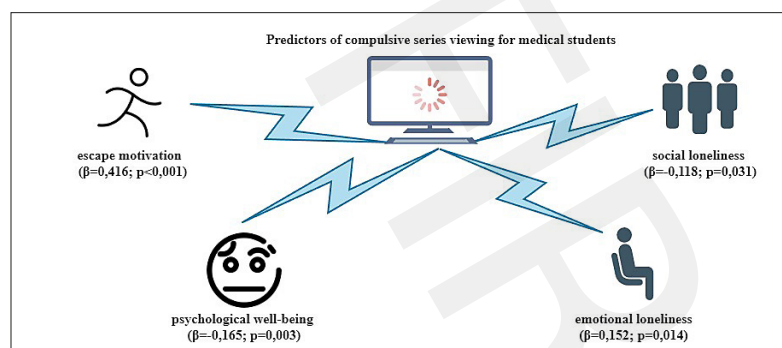 Predictors of compulsive series viewing for medical students
escape motivation
(β=0,416; p<0,001)
social loneliness
(β=-0,118; p=0,031)
psychological well-being
(β=-0,165; p=0,003)
emotional loneliness
(β=0,152; p=0,014)